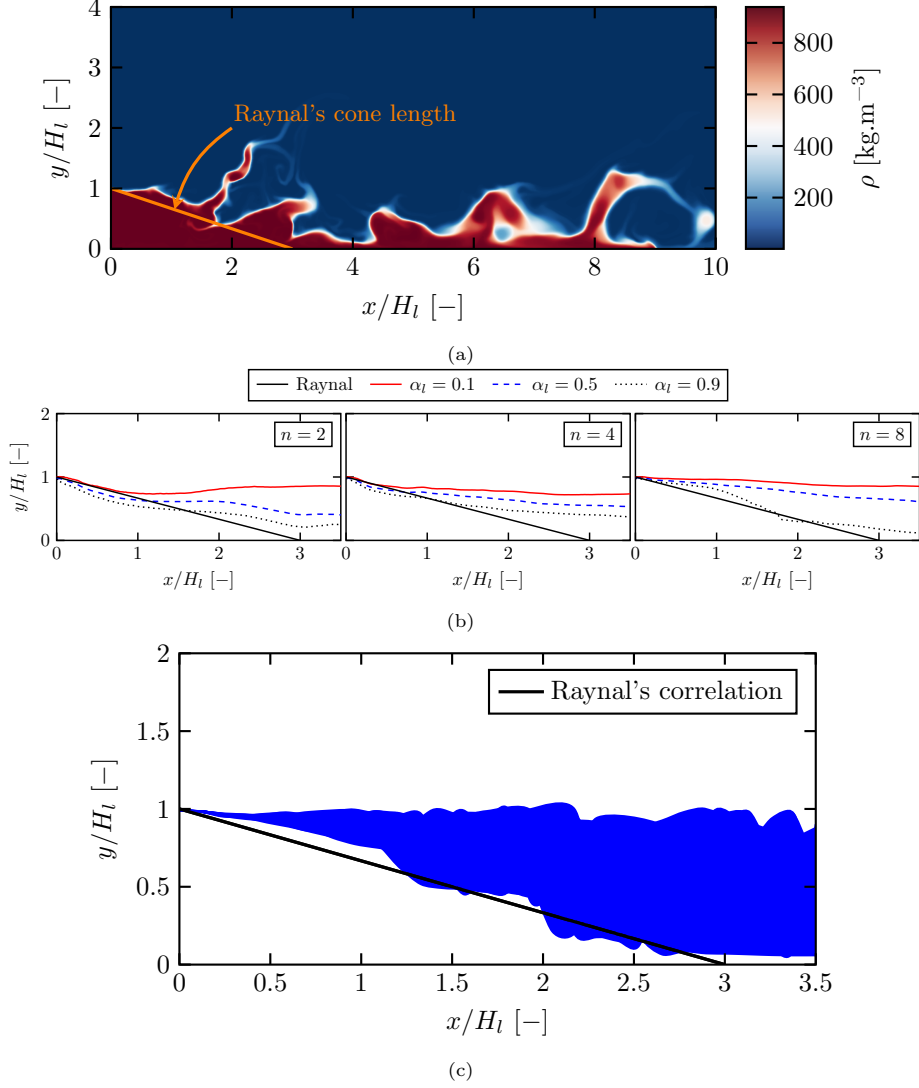 4
3
2
1
0
y/H_l [−]
Raynal's cone length
0 2 4 6 8 10
x/H_l [−]
800
600
400
200
ρ [kg.m⁻³]
(a)
Raynal α_l = 0.1 α_l = 0.5 α_l = 0.9
2
1
0
y/H_l [−]
n = 2 n = 4 n = 8
0 1 2 3 0 1 2 3 0 1 2 3
x/H_l [−] x/H_l [−] x/H_l [−]
(b)
2
1.5
1
0.5
0
y/H_l [−]
Raynal's correlation
0 0.5 1 1.5 2 2.5 3 3.5
x/H_l [−]
(c)